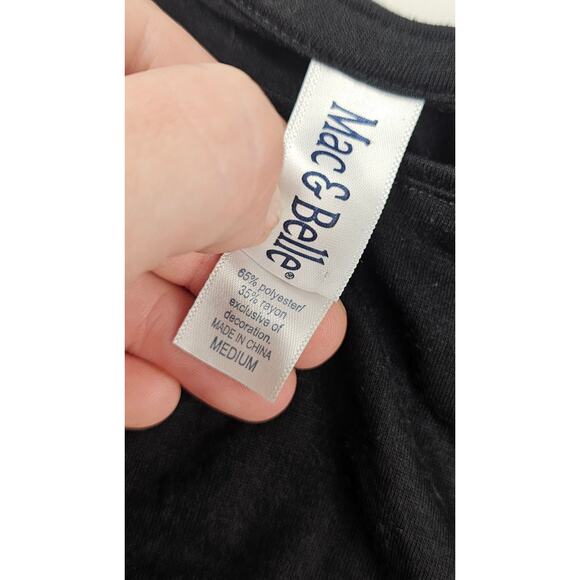 Mac & Belle®
65% polyester/
35% rayon
exclusive of
decoration.
MADE IN CHINA
MEDIUM